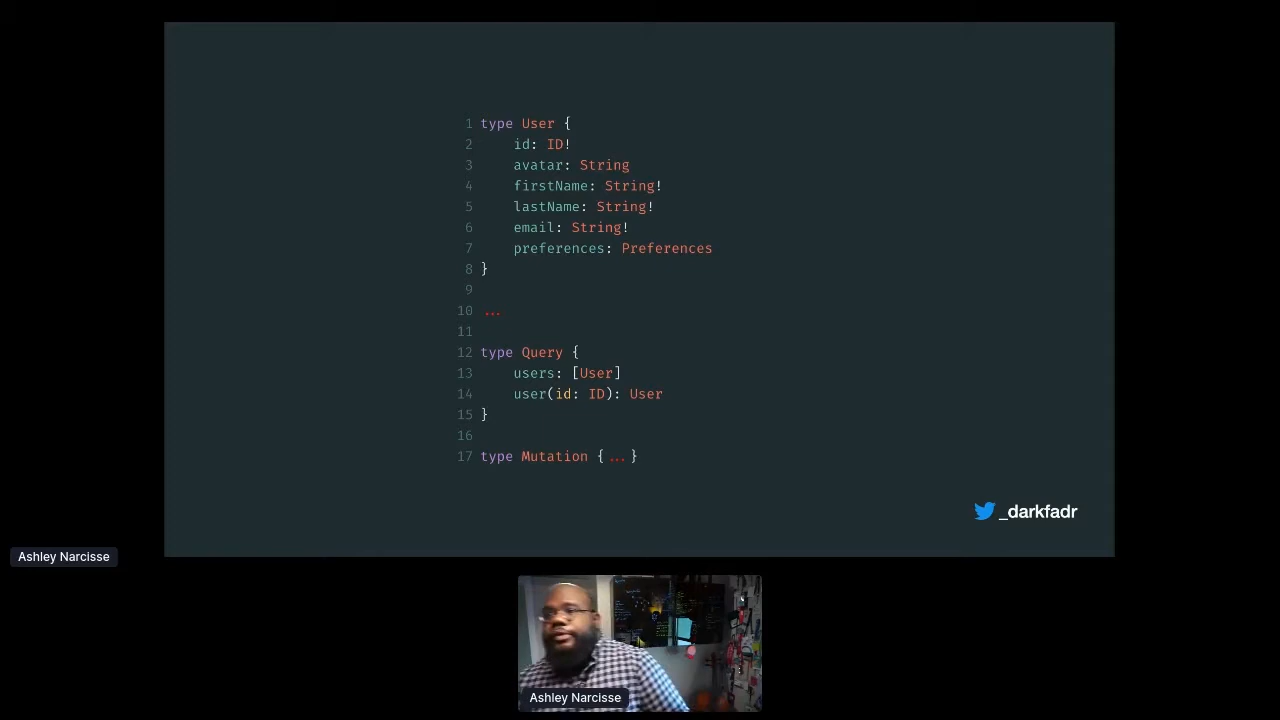 1 type User {
2 id: ID!
3 avatar: String
4 firstName: String!
5 lastName: String!
6 email: String!
7 preferences: Preferences
8 }
9
10 ...
11
12 type Query {
13 users: [User]
14 user(id: ID): User
15 }
16
17 type Mutation { ... }
_darkfadr
Ashley Narcisse
Ashley Narcisse